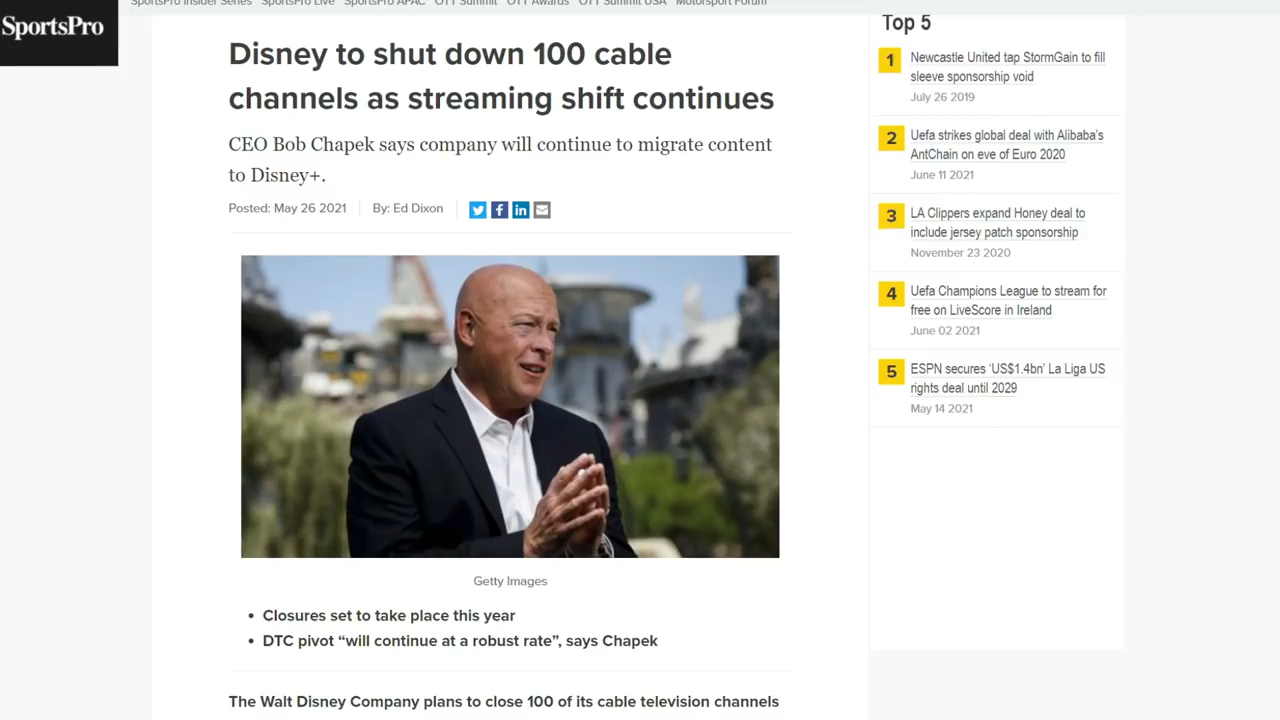 SportsPro Insider Series SportsPro Live SportsPro APAC OTT Summit OTT Awards OTT Summit USA Motorsport Forum
SportsPro
Disney to shut down 100 cable
channels as streaming shift continues
CEO Bob Chapek says company will continue to migrate content
to Disney+.
Posted: May 26 2021 By: Ed Dixon
Getty Images
• Closures set to take place this year
• DTC pivot “will continue at a robust rate”, says Chapek
The Walt Disney Company plans to close 100 of its cable television channels
Top 5
1 Newcastle United tap StormGain to fill
sleeve sponsorship void
July 26 2019
2 Uefa strikes global deal with Alibaba’s
AntChain on eve of Euro 2020
June 11 2021
3 LA Clippers expand Honey deal to
include jersey patch sponsorship
November 23 2020
4 Uefa Champions League to stream for
free on LiveScore in Ireland
June 02 2021
5 ESPN secures ‘US$1.4bn’ La Liga US
rights deal until 2029
May 14 2021